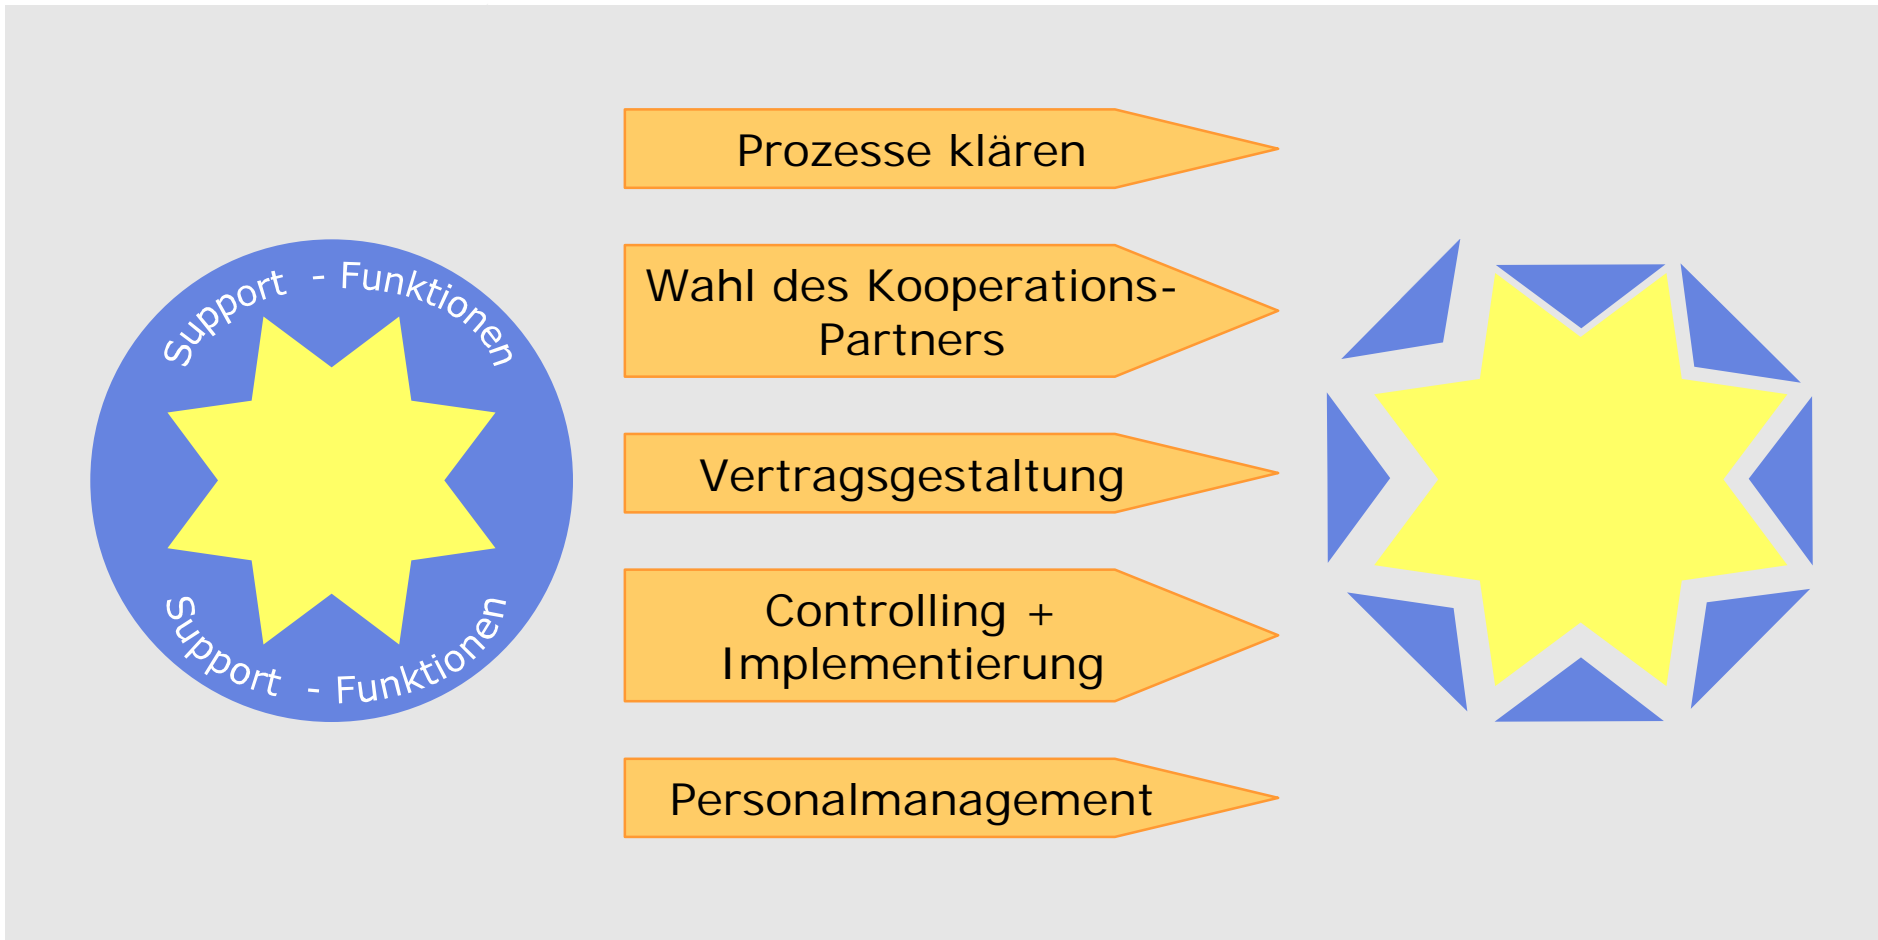 Support - Funktionen
Support - Funktionen
Prozesse klären
Wahl des Kooperations-
Partners
Vertragsgestaltung
Controlling +
Implementierung
Personalmanagement